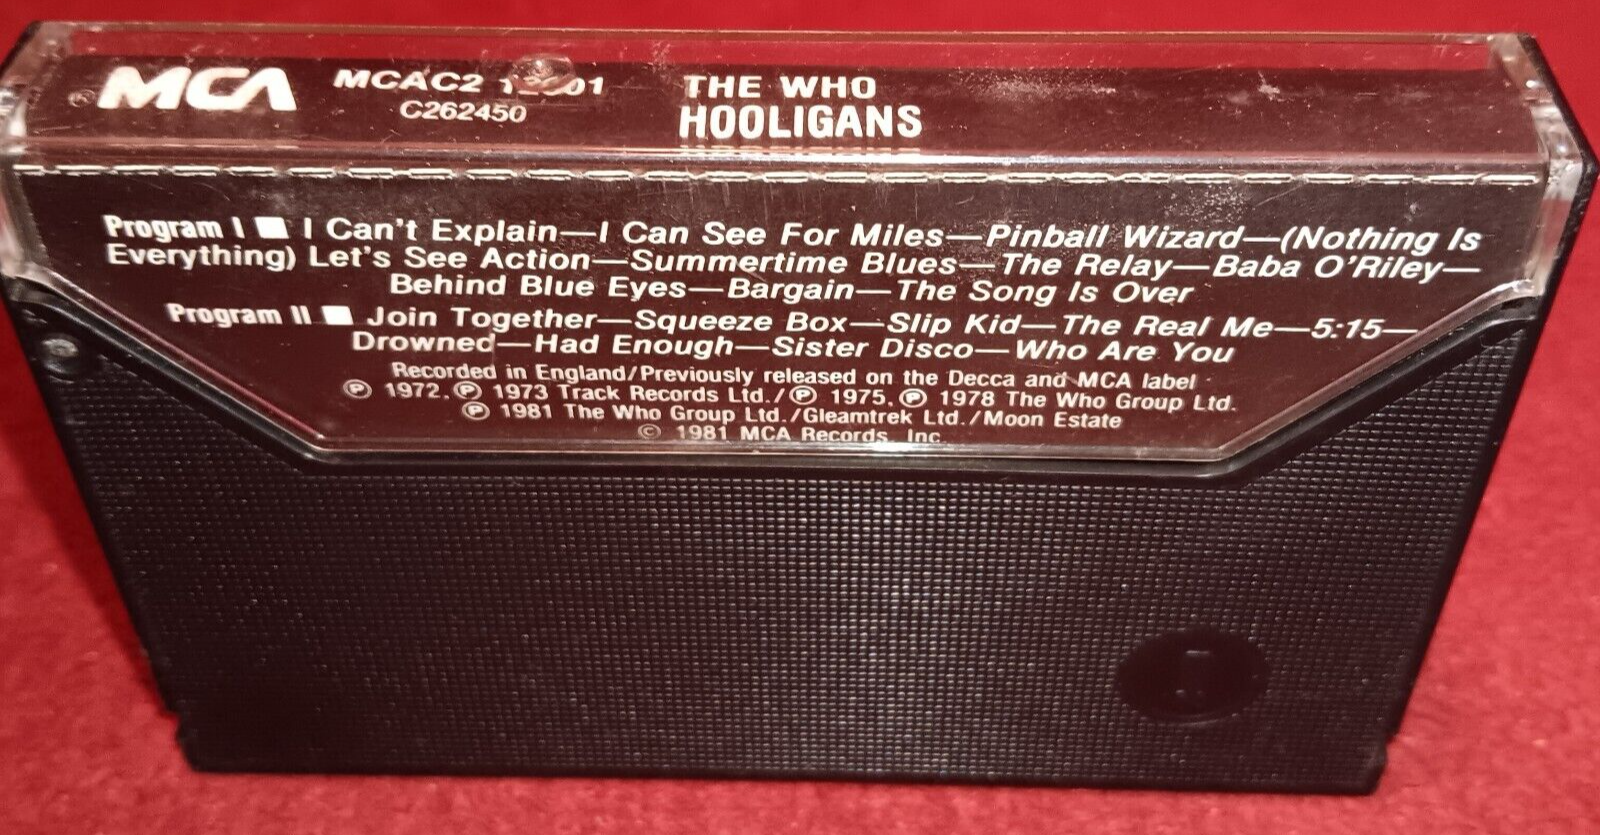 ® MCA MCAC2 THE WHO
C262450 HOOLIGANS
Program I ■ I Can't Explain—I Can See For Miles—Pinball Wizard—(Nothing Is
Everything) Let's See Action—Summertime Blues—The Relay—Baba O'Riley—
Behind Blue Eyes—Bargain—The Song Is Over
Program II ■ Join Together—Squeeze Box—Slip Kid—The Real Me—5:15—
Drowned—Had Enough—Sister Disco—Who Are You
Recorded in England/Previously released on the Decca and MCA label
℗ 1972, ℗ 1973 Track Records Ltd./℗ 1975, ℗ 1978 The Who Group Ltd.
℗ 1981 The Who Group Ltd./Gleamtrek Ltd./Moon Estate
© 1981 MCA Records, Inc.